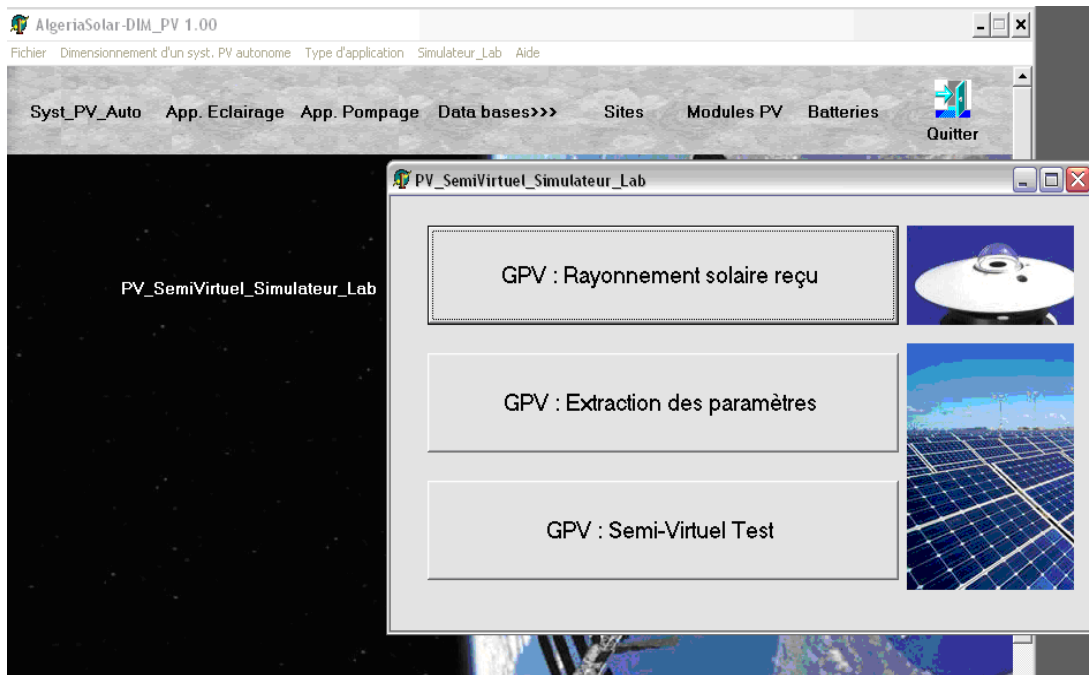 AlgeriaSolar-DIM_PV 1.00
Fichier Dimensionnement d'un syst. PV autonome Type d'application Simulateur_Lab Aide
Syst_PV_Auto App. Eclairage App. Pompage Data bases>>> Sites Modules PV Batteries Quitter
PV_SemiVirtuel_Simulateur_Lab
GPV : Rayonnement solaire reçu
PV_SemiVirtuel_Simulateur_Lab
GPV : Extraction des paramètres
GPV : Semi-Virtuel Test